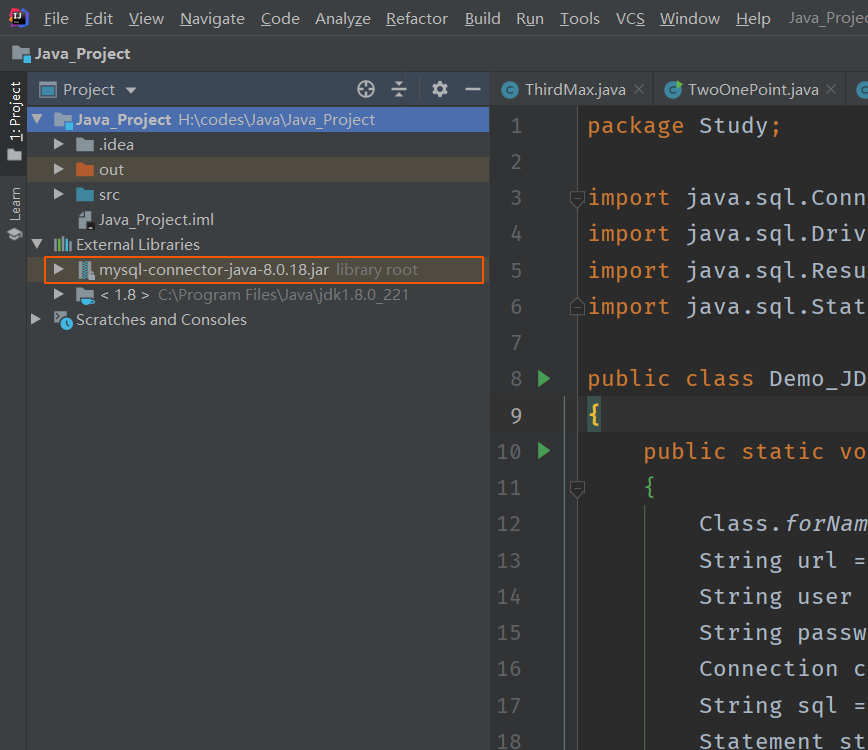 File Edit View Navigate Code Analyze Refactor Build Run Tools VCS Window Help Java_Projec
Java_Project
1: Project
Learn
Project
Java_Project H:\codes\Java\Java_Project
.idea
out
src
Java_Project.iml
External Libraries
mysql-connector-java-8.0.18.jar library root
< 1.8 > C:\Program Files\Java\jdk1.8.0_221
Scratches and Consoles
ThirdMax.java TwoOnePoint.java
1 package Study;
2
3 import java.sql.Conn
4 import java.sql.Driv
5 import java.sql.Resu
6 import java.sql.Stat
7
8 public class Demo_JD
9 {
10 public static vo
11 {
12 Class.forNam
13 String url =
14 String user
15 String passw
16 Connection c
17 String sql =
18 Statement st